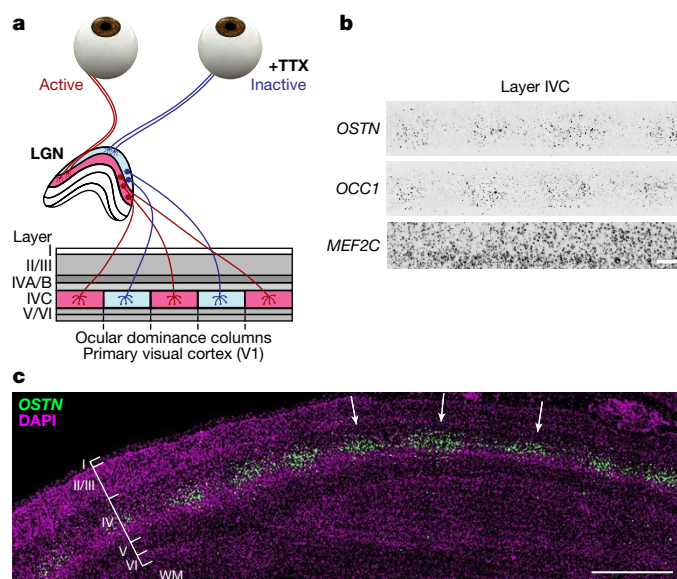 a
+TTX
Active
Inactive
LGN
Layer
I
II/III
IVA/B
IVC
V/VI
Ocular dominance columns
Primary visual cortex (V1)
b
Layer IVC
OSTN
OCC1
MEF2C
c
OSTN
DAPI
I
II/III
IV
V
VI
WM